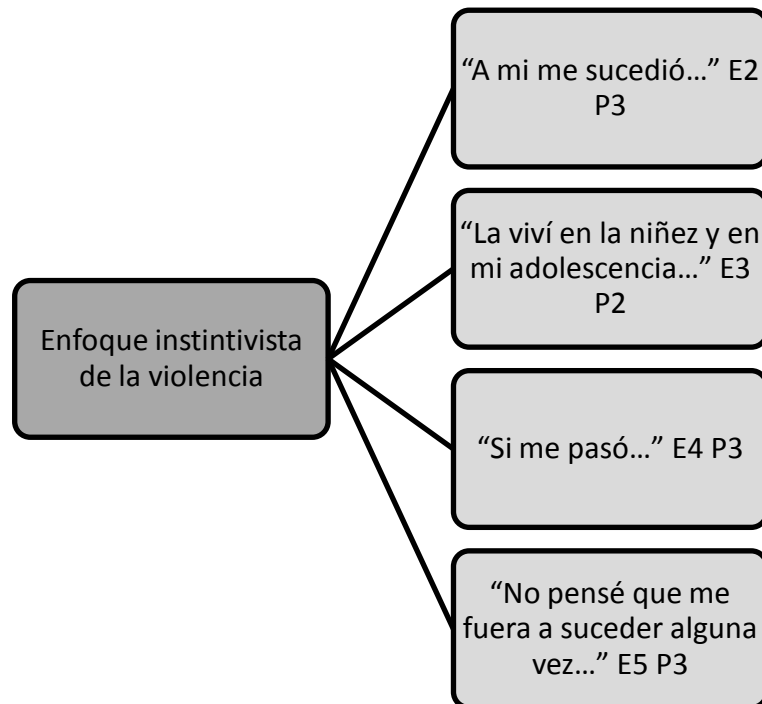 “A mi me sucedió…” E2
P3
“La viví en la niñez y en
mi adolescencia…” E3
P2
Enfoque instintivista
de la violencia
“Si me pasó…” E4 P3
“No pensé que me
fuera a suceder alguna
vez…” E5 P3